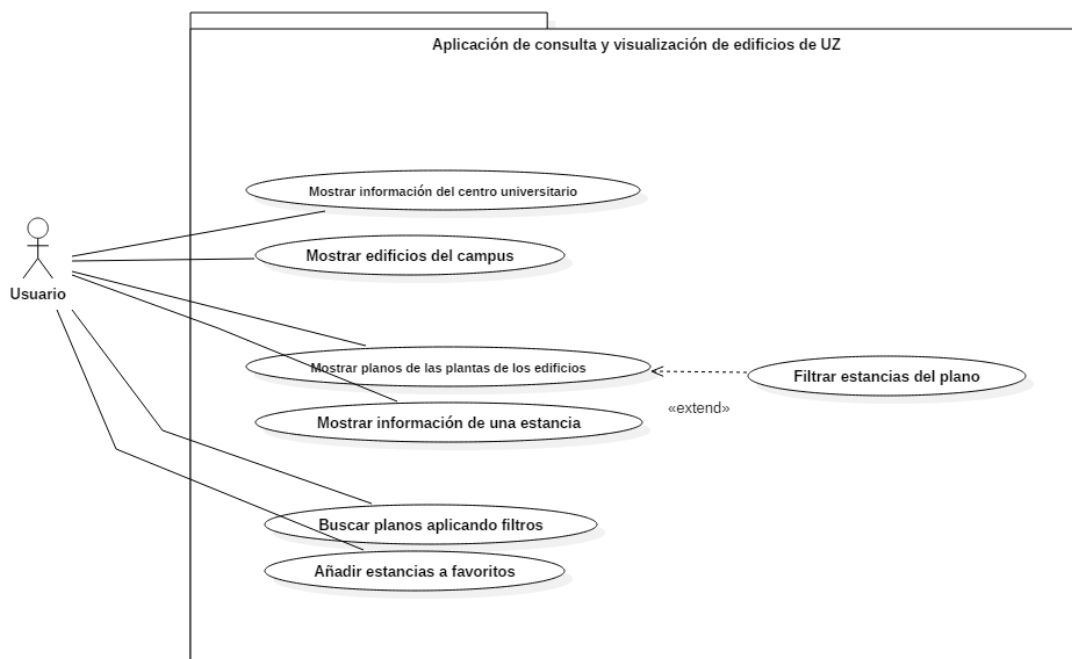 Aplicación de consulta y visualización de edificios de UZ
Mostrar información del centro universitario
Mostrar edificios del campus
Usuario
Mostrar planos de las plantas de los edificios
Filtrar estancias del plano
«extend»
Mostrar información de una estancia
Buscar planos aplicando filtros
Añadir estancias a favoritos